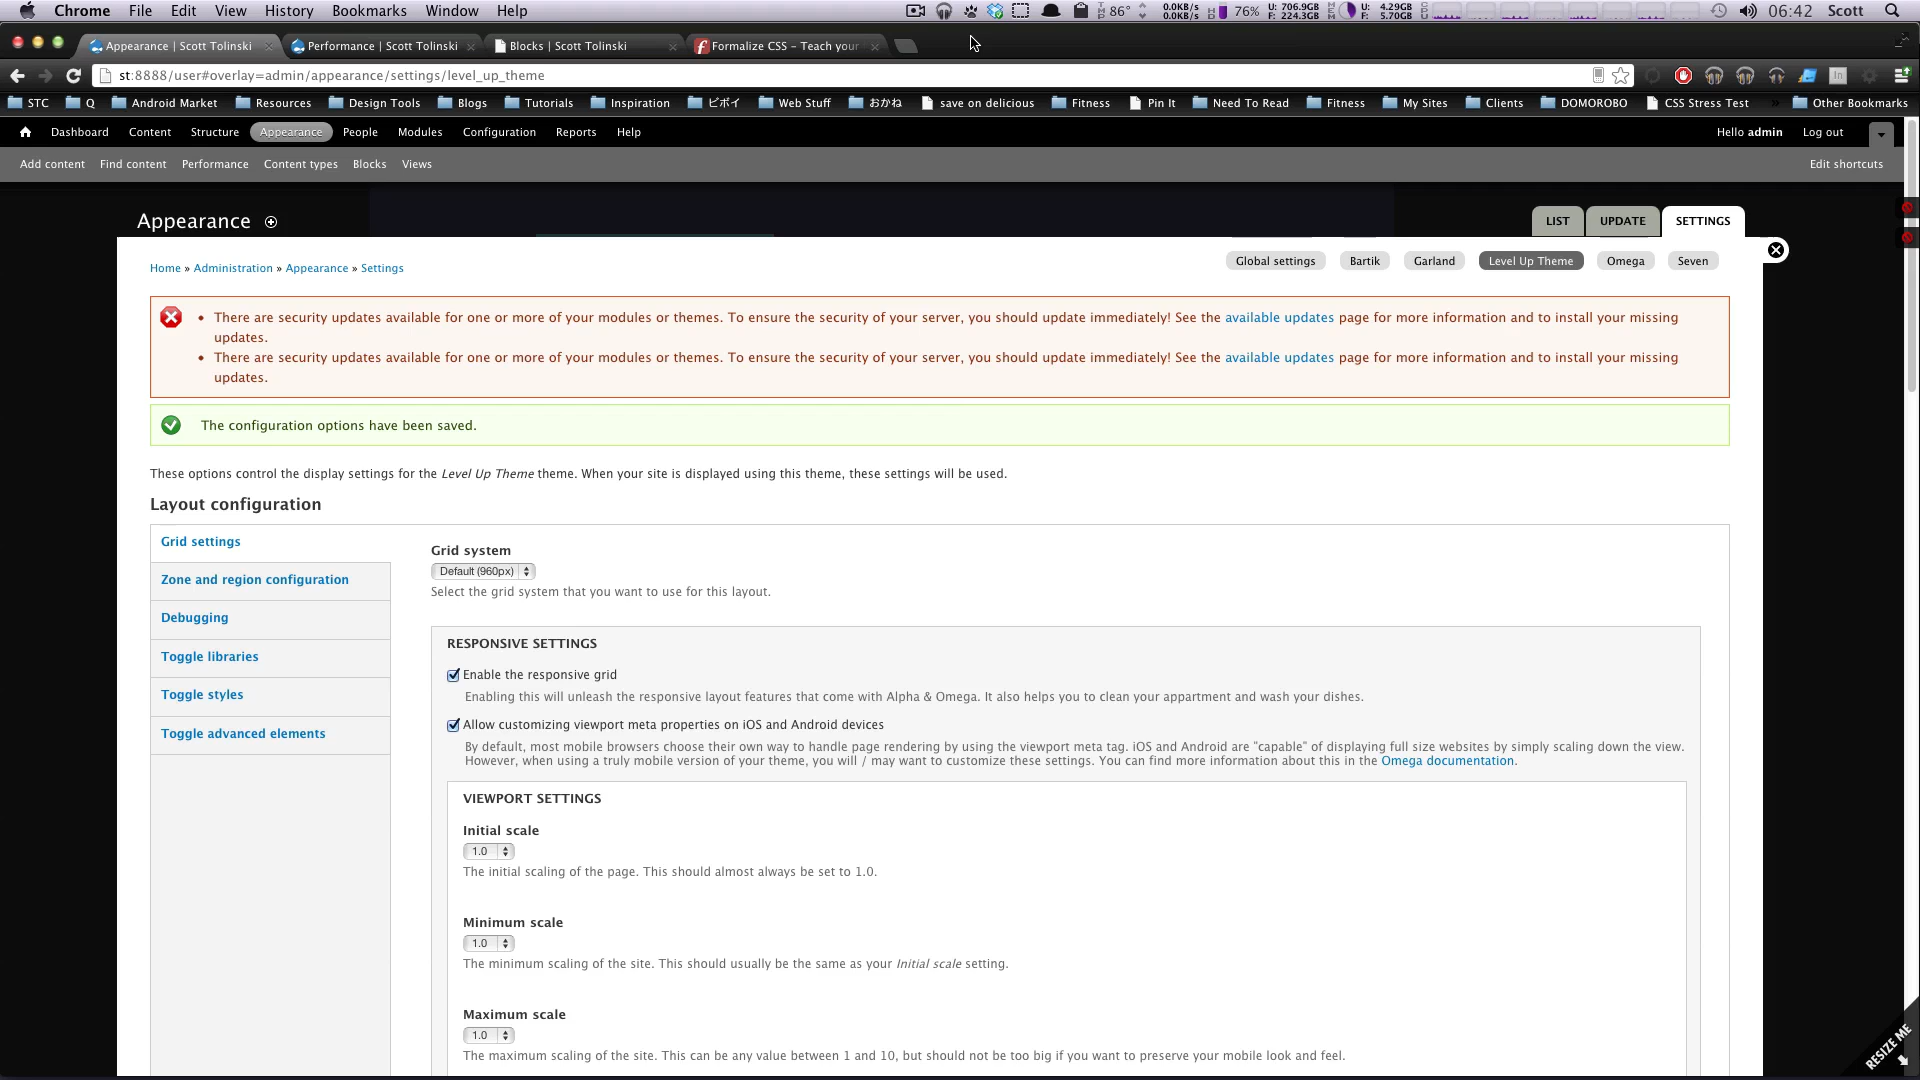 Chrome File Edit View History Bookmarks Window Help 86° 0.0KB/s 0.0KB/s 76% U: 706.9GB F: 224.3GB U: 4.29GB F: 5.70GB 06:42 Scott
Appearance | Scott Tolinski Performance | Scott Tolinski Blocks | Scott Tolinski Formalize CSS – Teach your
st:8888/user#overlay=admin/appearance/settings/level_up_theme
STC Q Android Market Resources Design Tools Blogs Tutorials Inspiration ビボイ Web Stuff おかね save on delicious Fitness Pin It Need To Read Fitness My Sites Clients DOMOROBO CSS Stress Test » Other Bookmarks
Dashboard Content Structure Appearance People Modules Configuration Reports Help Hello admin Log out
Add content Find content Performance Content types Blocks Views Edit shortcuts
Appearance LIST UPDATE SETTINGS
Home » Administration » Appearance » Settings Global settings Bartik Garland Level Up Theme Omega Seven
• There are security updates available for one or more of your modules or themes. To ensure the security of your server, you should update immediately! See the available updates page for more information and to install your missing
updates.
• There are security updates available for one or more of your modules or themes. To ensure the security of your server, you should update immediately! See the available updates page for more information and to install your missing
updates.
The configuration options have been saved.
These options control the display settings for the Level Up Theme theme. When your site is displayed using this theme, these settings will be used.
Layout configuration
Grid settings
Zone and region configuration
Debugging
Toggle libraries
Toggle styles
Toggle advanced elements
Grid system
Default (960px)
Select the grid system that you want to use for this layout.
RESPONSIVE SETTINGS
Enable the responsive grid
Enabling this will unleash the responsive layout features that come with Alpha & Omega. It also helps you to clean your appartment and wash your dishes.
Allow customizing viewport meta properties on iOS and Android devices
By default, most mobile browsers choose their own way to handle page rendering by using the viewport meta tag. iOS and Android are "capable" of displaying full size websites by simply scaling down the view.
However, when using a truly mobile version of your theme, you will / may want to customize these settings. You can find more information about this in the Omega documentation.
VIEWPORT SETTINGS
Initial scale
1.0
The initial scaling of the page. This should almost always be set to 1.0.
Minimum scale
1.0
The minimum scaling of the site. This should usually be the same as your Initial scale setting.
Maximum scale
1.0
The maximum scaling of the site. This can be any value between 1 and 10, but should not be too big if you want to preserve your mobile look and feel.
RESIZE ME